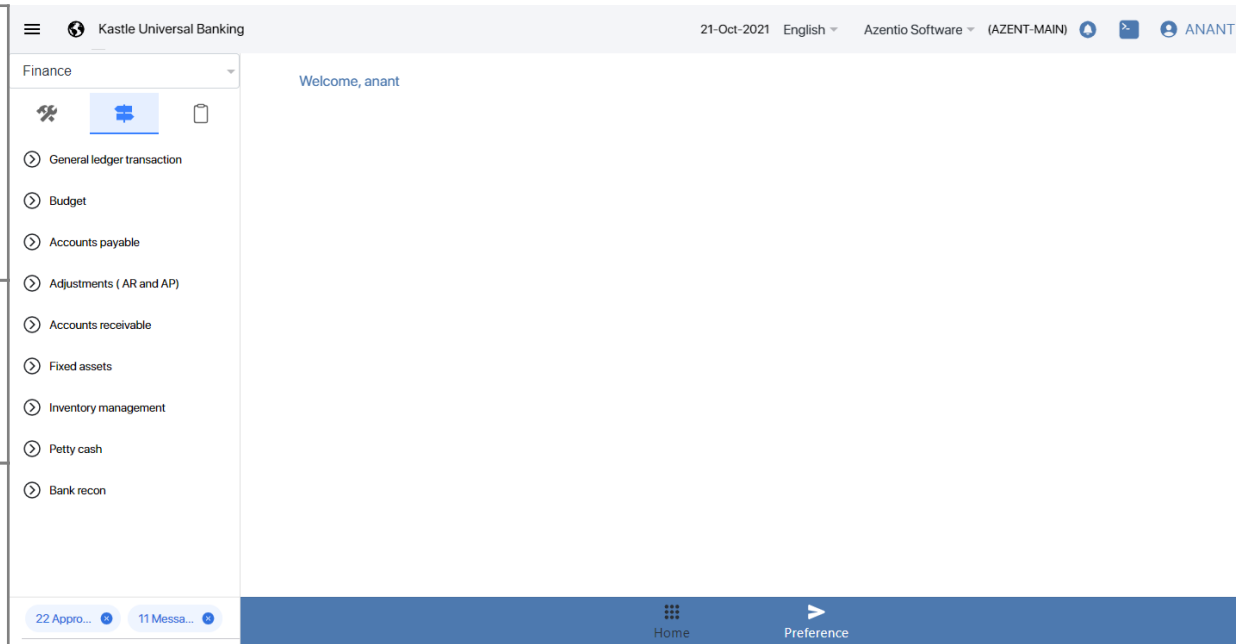 Kastle Universal Banking 21-Oct-2021 English Azentio Software (AZENT-MAIN) ANANT
Finance
Welcome, anant
General ledger transaction
Budget
Accounts payable
Adjustments ( AR and AP)
Accounts receivable
Fixed assets
Inventory management
Petty cash
Bank recon
22 Appro... 11 Messa...
Home Preference